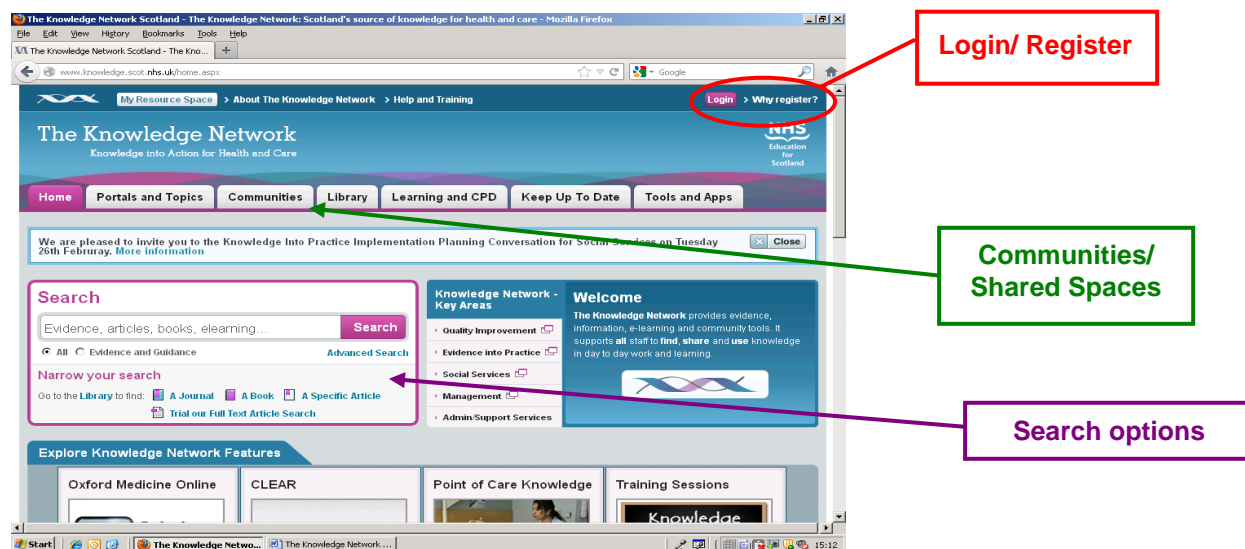 The Knowledge Network Scotland - The Knowledge Network: Scotland's source of knowledge for health and care - Mozilla Firefox
File Edit View History Bookmarks Tools Help
The Knowledge Network Scotland - The Kno... +
www.knowledge.scot.nhs.uk/home.aspx
Google
Login/ Register
My Resource Space > About The Knowledge Network > Help and Training
Login > Why register?
The Knowledge Network
Knowledge into Action for Health and Care
NHS
Education
for
Scotland
Home Portals and Topics Communities Library Learning and CPD Keep Up To Date Tools and Apps
We are pleased to invite you to the Knowledge Into Practice Implementation Planning Conversation for Social Services on Tuesday
26th Februray. More information
x Close
Communities/
Shared Spaces
Search
Evidence, articles, books, elearning... Search
All Evidence and Guidance Advanced Search
Narrow your search
Go to the Library to find: A Journal A Book A Specific Article
Trial our Full Text Article Search
Knowledge Network -
Key Areas
Quality Improvement
Evidence into Practice
Social Services
Management
Admin/Support Services
Welcome
The Knowledge Network provides evidence,
information, e-learning and community tools. It
supports all staff to find, share and use knowledge
in day to day work and learning.
Search options
Explore Knowledge Network Features
Oxford Medicine Online
CLEAR
Point of Care Knowledge
Training Sessions
Knowledge
Start
The Knowledge Netwo...
The Knowledge Network ...
15:12